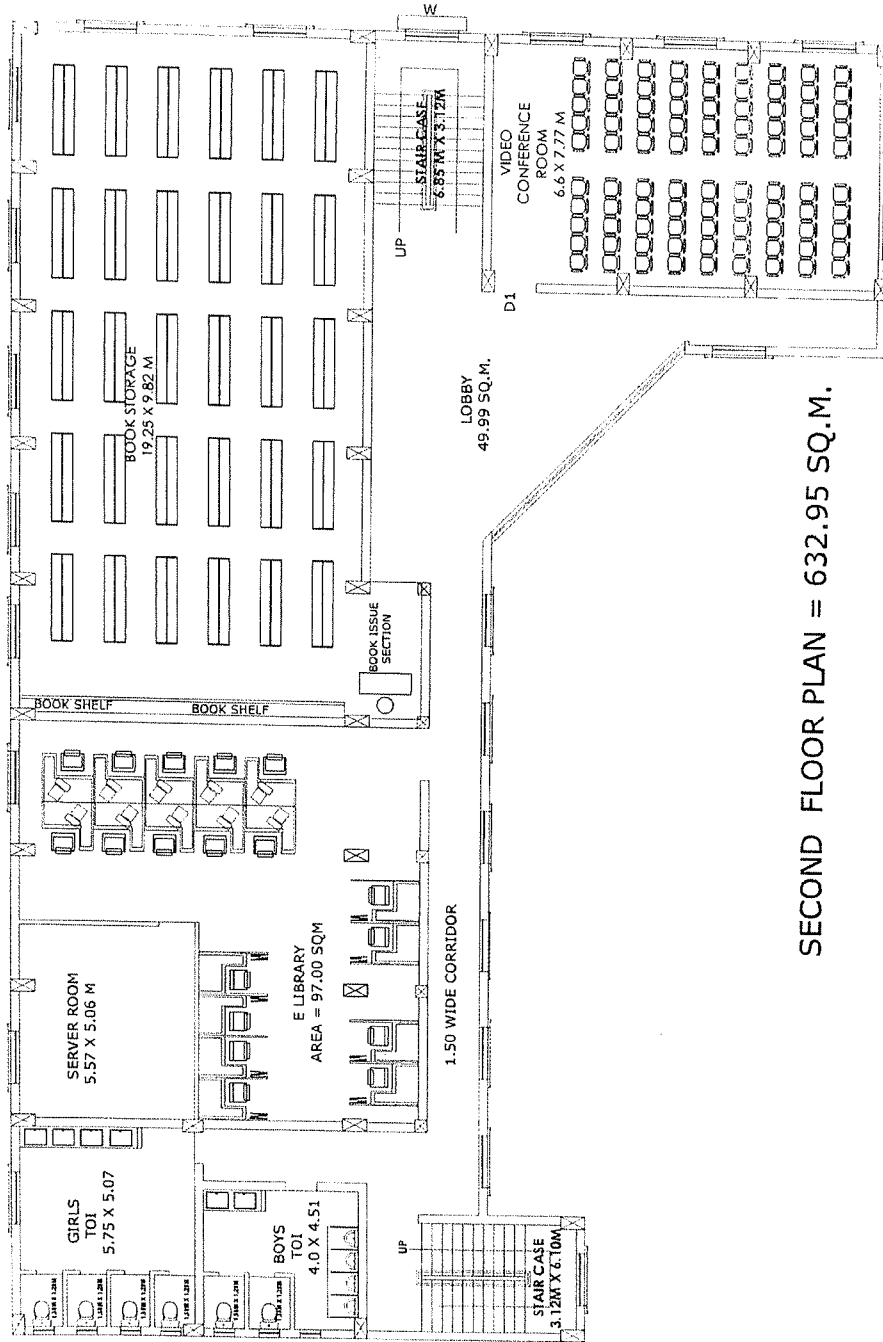 GIRLS
TOI
5.75 X 5.07
SERVER ROOM
5.57 X 5.06 M
BOOK SHELF
BOOK SHELF
BOOK STORAGE
19.25 X 9.82 M
BOYS
TOI
4.0 X 4.51
E LIBRARY
AREA = 97.00 SQM
BOOK ISSUE
SECTION
UP
STAIR CASE
6.85 M X 3.12M
W
1.50 WIDE CORRIDOR
LOBBY
49.99 SQ.M.
D1
VIDEO
CONFERENCE
ROOM
6.6 X 7.77 M
UP
STAIR CASE
3.12M X 6.10M
SECOND FLOOR PLAN = 632.95 SQ.M.